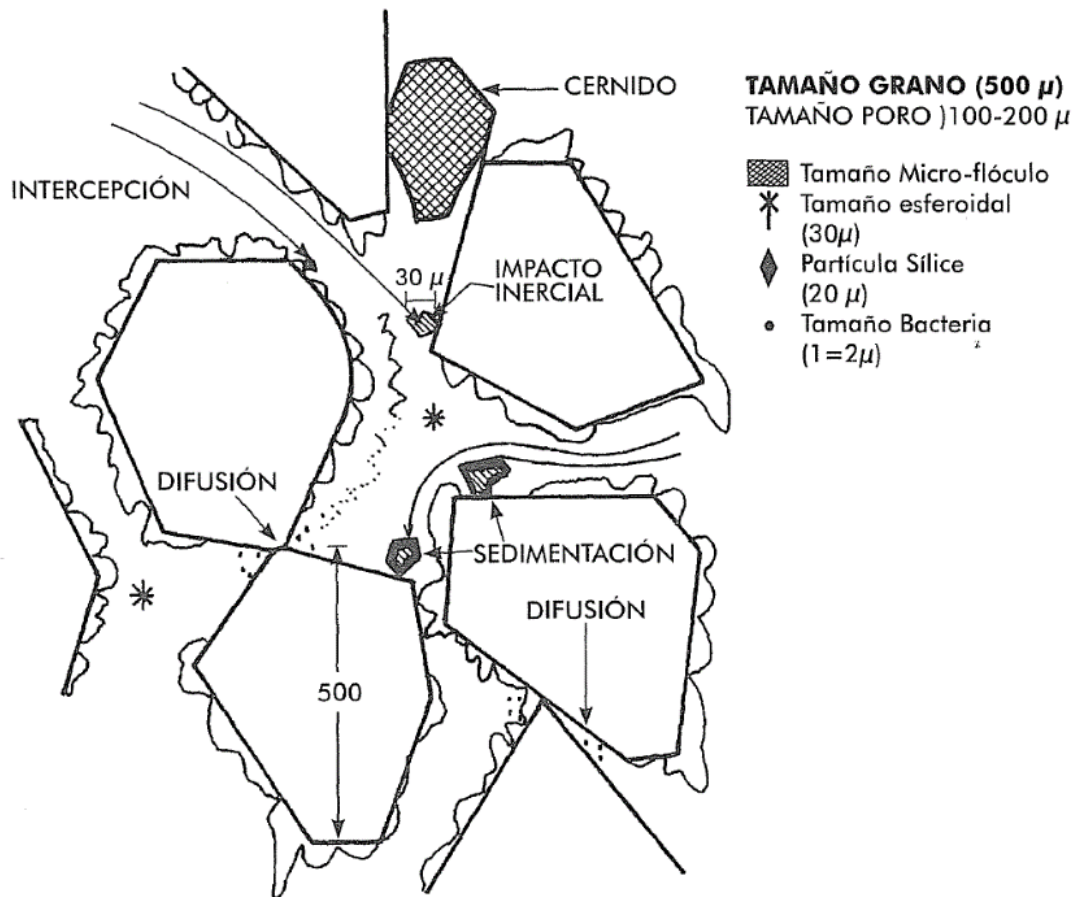 CERNIDO
INTERCEPCIÓN
30 μ
IMPACTO
INERCIAL
DIFUSIÓN
SEDIMENTACIÓN
DIFUSIÓN
500
TAMAÑO GRANO (500 μ)
TAMAÑO PORO )100-200 μ
Tamaño Micro-flóculo
Tamaño esferoidal
(30μ)
Partícula Sílice
(20 μ)
Tamaño Bacteria
(1=2μ)